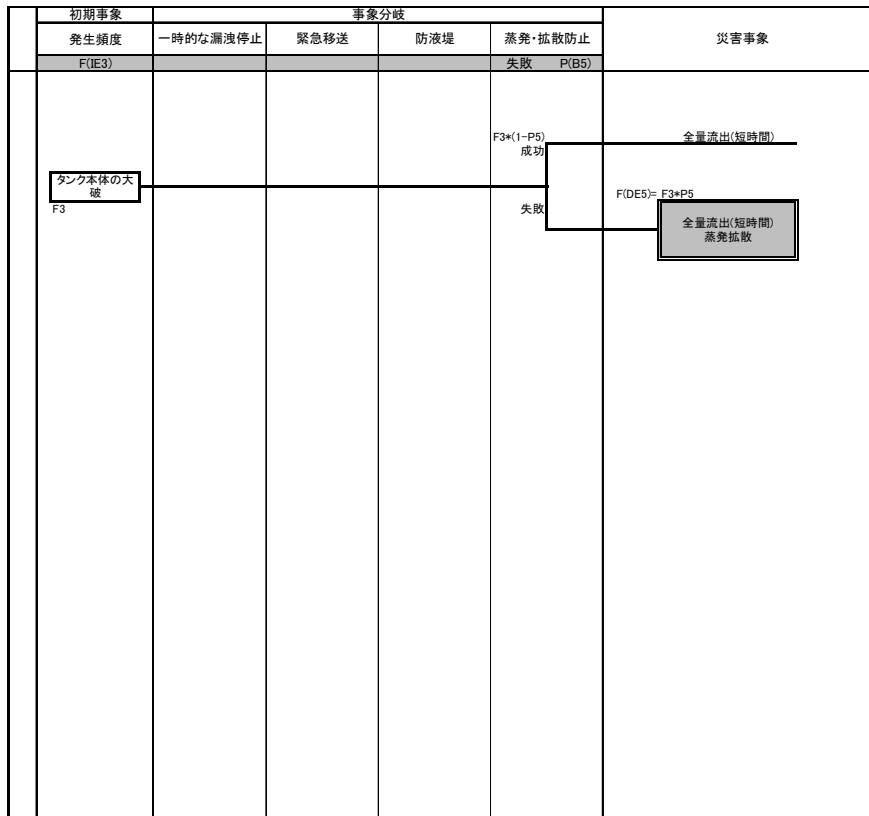 初期事象
事象分岐
発生頻度
一時的な漏洩停止
緊急移送
防液堤
蒸発・拡散防止
災害事象
F(IE3)
失敗 P(B5)
F3*(1-P5)
成功
全量流出(短時間)
タンク本体の大
破
F3
失敗
F(DE5)= F3*P5
全量流出(短時間)
蒸発拡散